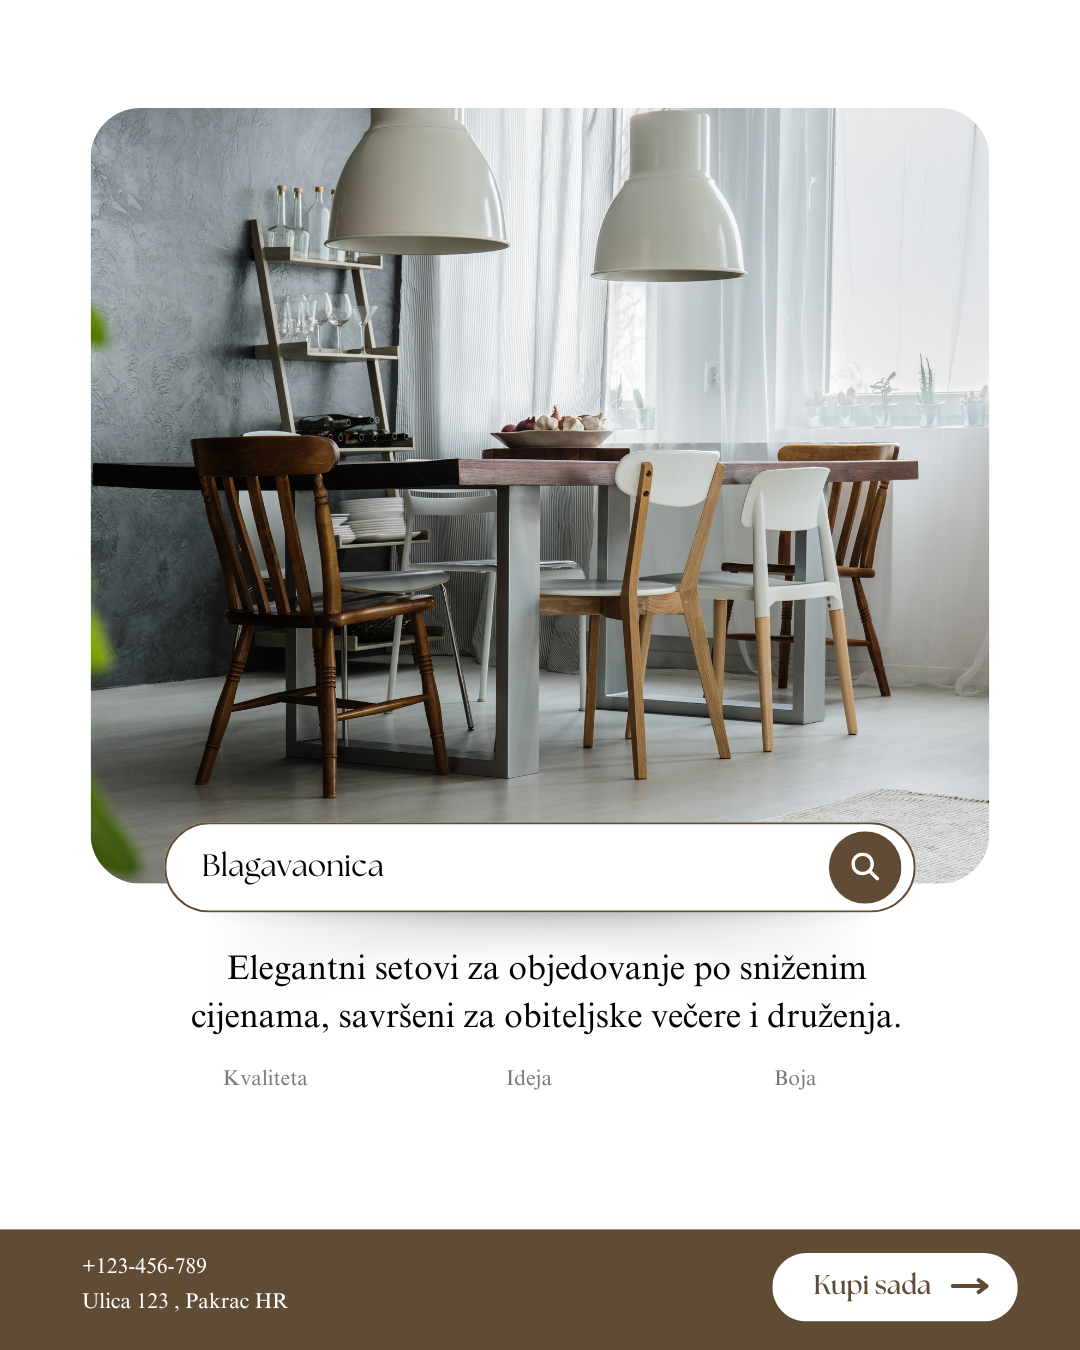 Blagavaonica
Elegantni setovi za objedovanje po sniženim
cijenama, savršeni za obiteljske večere i druženja.
Kvaliteta Ideja Boja
+123-456-789
Ulica 123 , Pakrac HR
Kupi sada